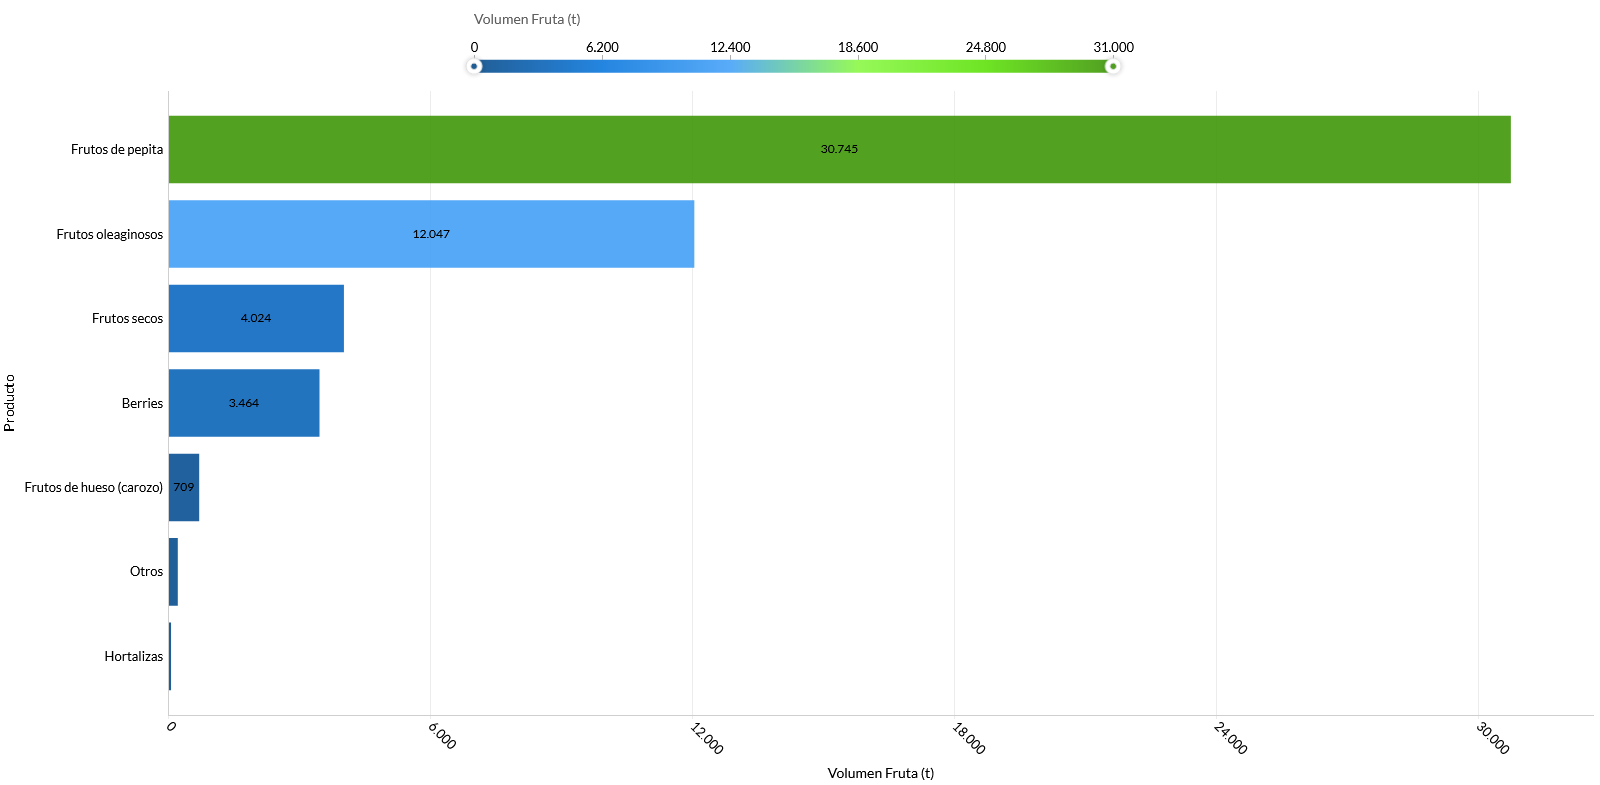 Volumen Fruta (t)
0 6.200 12.400 18.600 24.800 31.000
Frutos de pepita 30.745
Frutos oleaginosos 12.047
Frutos secos 4.024
Berries 3.464
Frutos de hueso (carozo) 709
Otros
Hortalizas
Producto
0 6.000 12.000 18.000 24.000 30.000
Volumen Fruta (t)